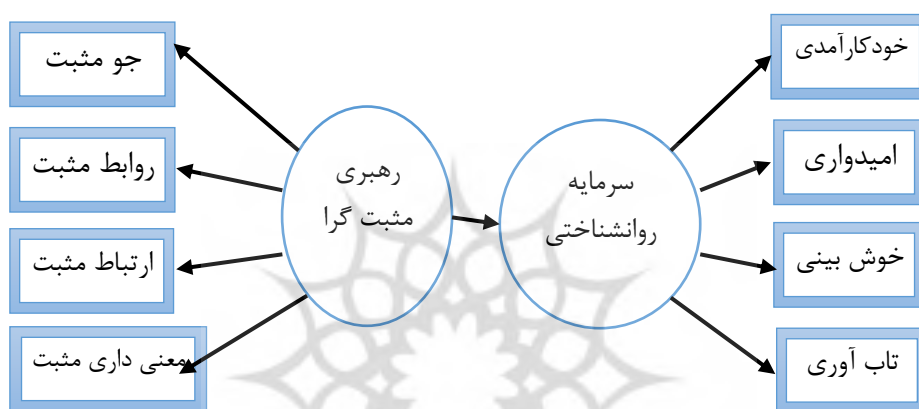 خودکارآمدی
امیدواری
خوش بینی
تاب آوری
سرمایه
روانشناختی
رهبری
مثبت گرا
جو مثبت
روابط مثبت
ارتباط مثبت
معنی داری مثبت